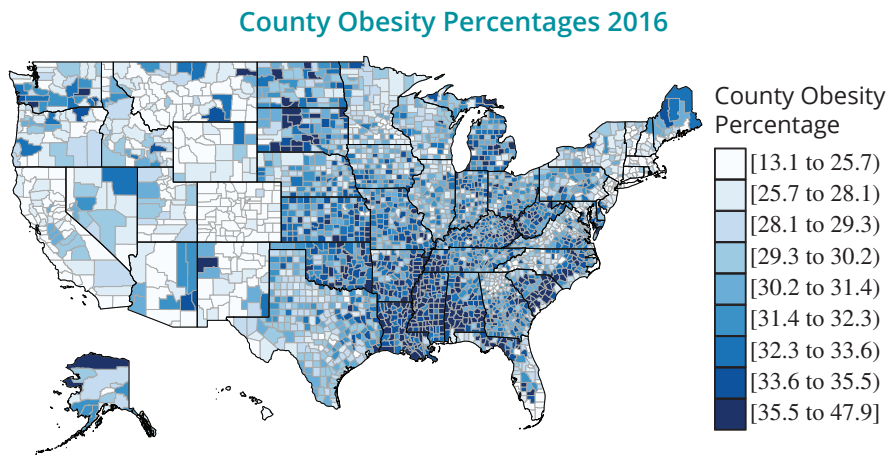 County Obesity Percentages 2016
County Obesity
Percentage
[13.1 to 25.7)
[25.7 to 28.1)
[28.1 to 29.3)
[29.3 to 30.2)
[30.2 to 31.4)
[31.4 to 32.3)
[32.3 to 33.6)
[33.6 to 35.5)
[35.5 to 47.9]